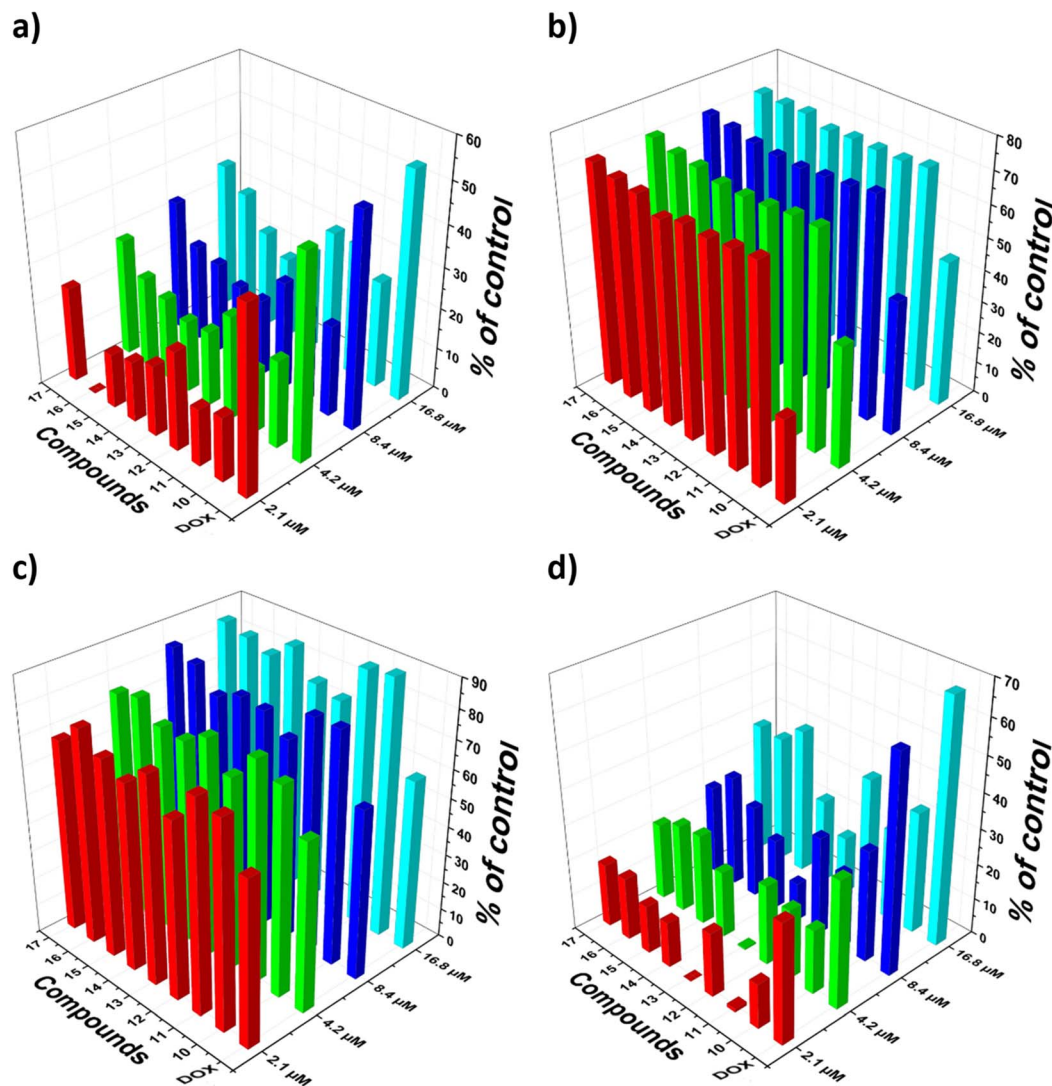 a)
60
50
40
30
20
10
0
% of control
17
16
15
14
13
12
11
10
DOX
Compounds
2.1 µM
4.2 µM
8.4 µM
16.8 µM
b)
80
70
60
50
40
30
20
10
0
% of control
17
16
15
14
13
12
11
10
DOX
Compounds
2.1 µM
4.2 µM
8.4 µM
16.8 µM
c)
90
80
70
60
50
40
30
20
10
0
% of control
17
16
15
14
13
12
11
10
DOX
Compounds
2.1 µM
4.2 µM
8.4 µM
16.8 µM
d)
70
60
50
40
30
20
10
0
% of control
17
16
15
14
13
12
11
10
DOX
Compounds
2.1 µM
4.2 µM
8.4 µM
16.8 µM